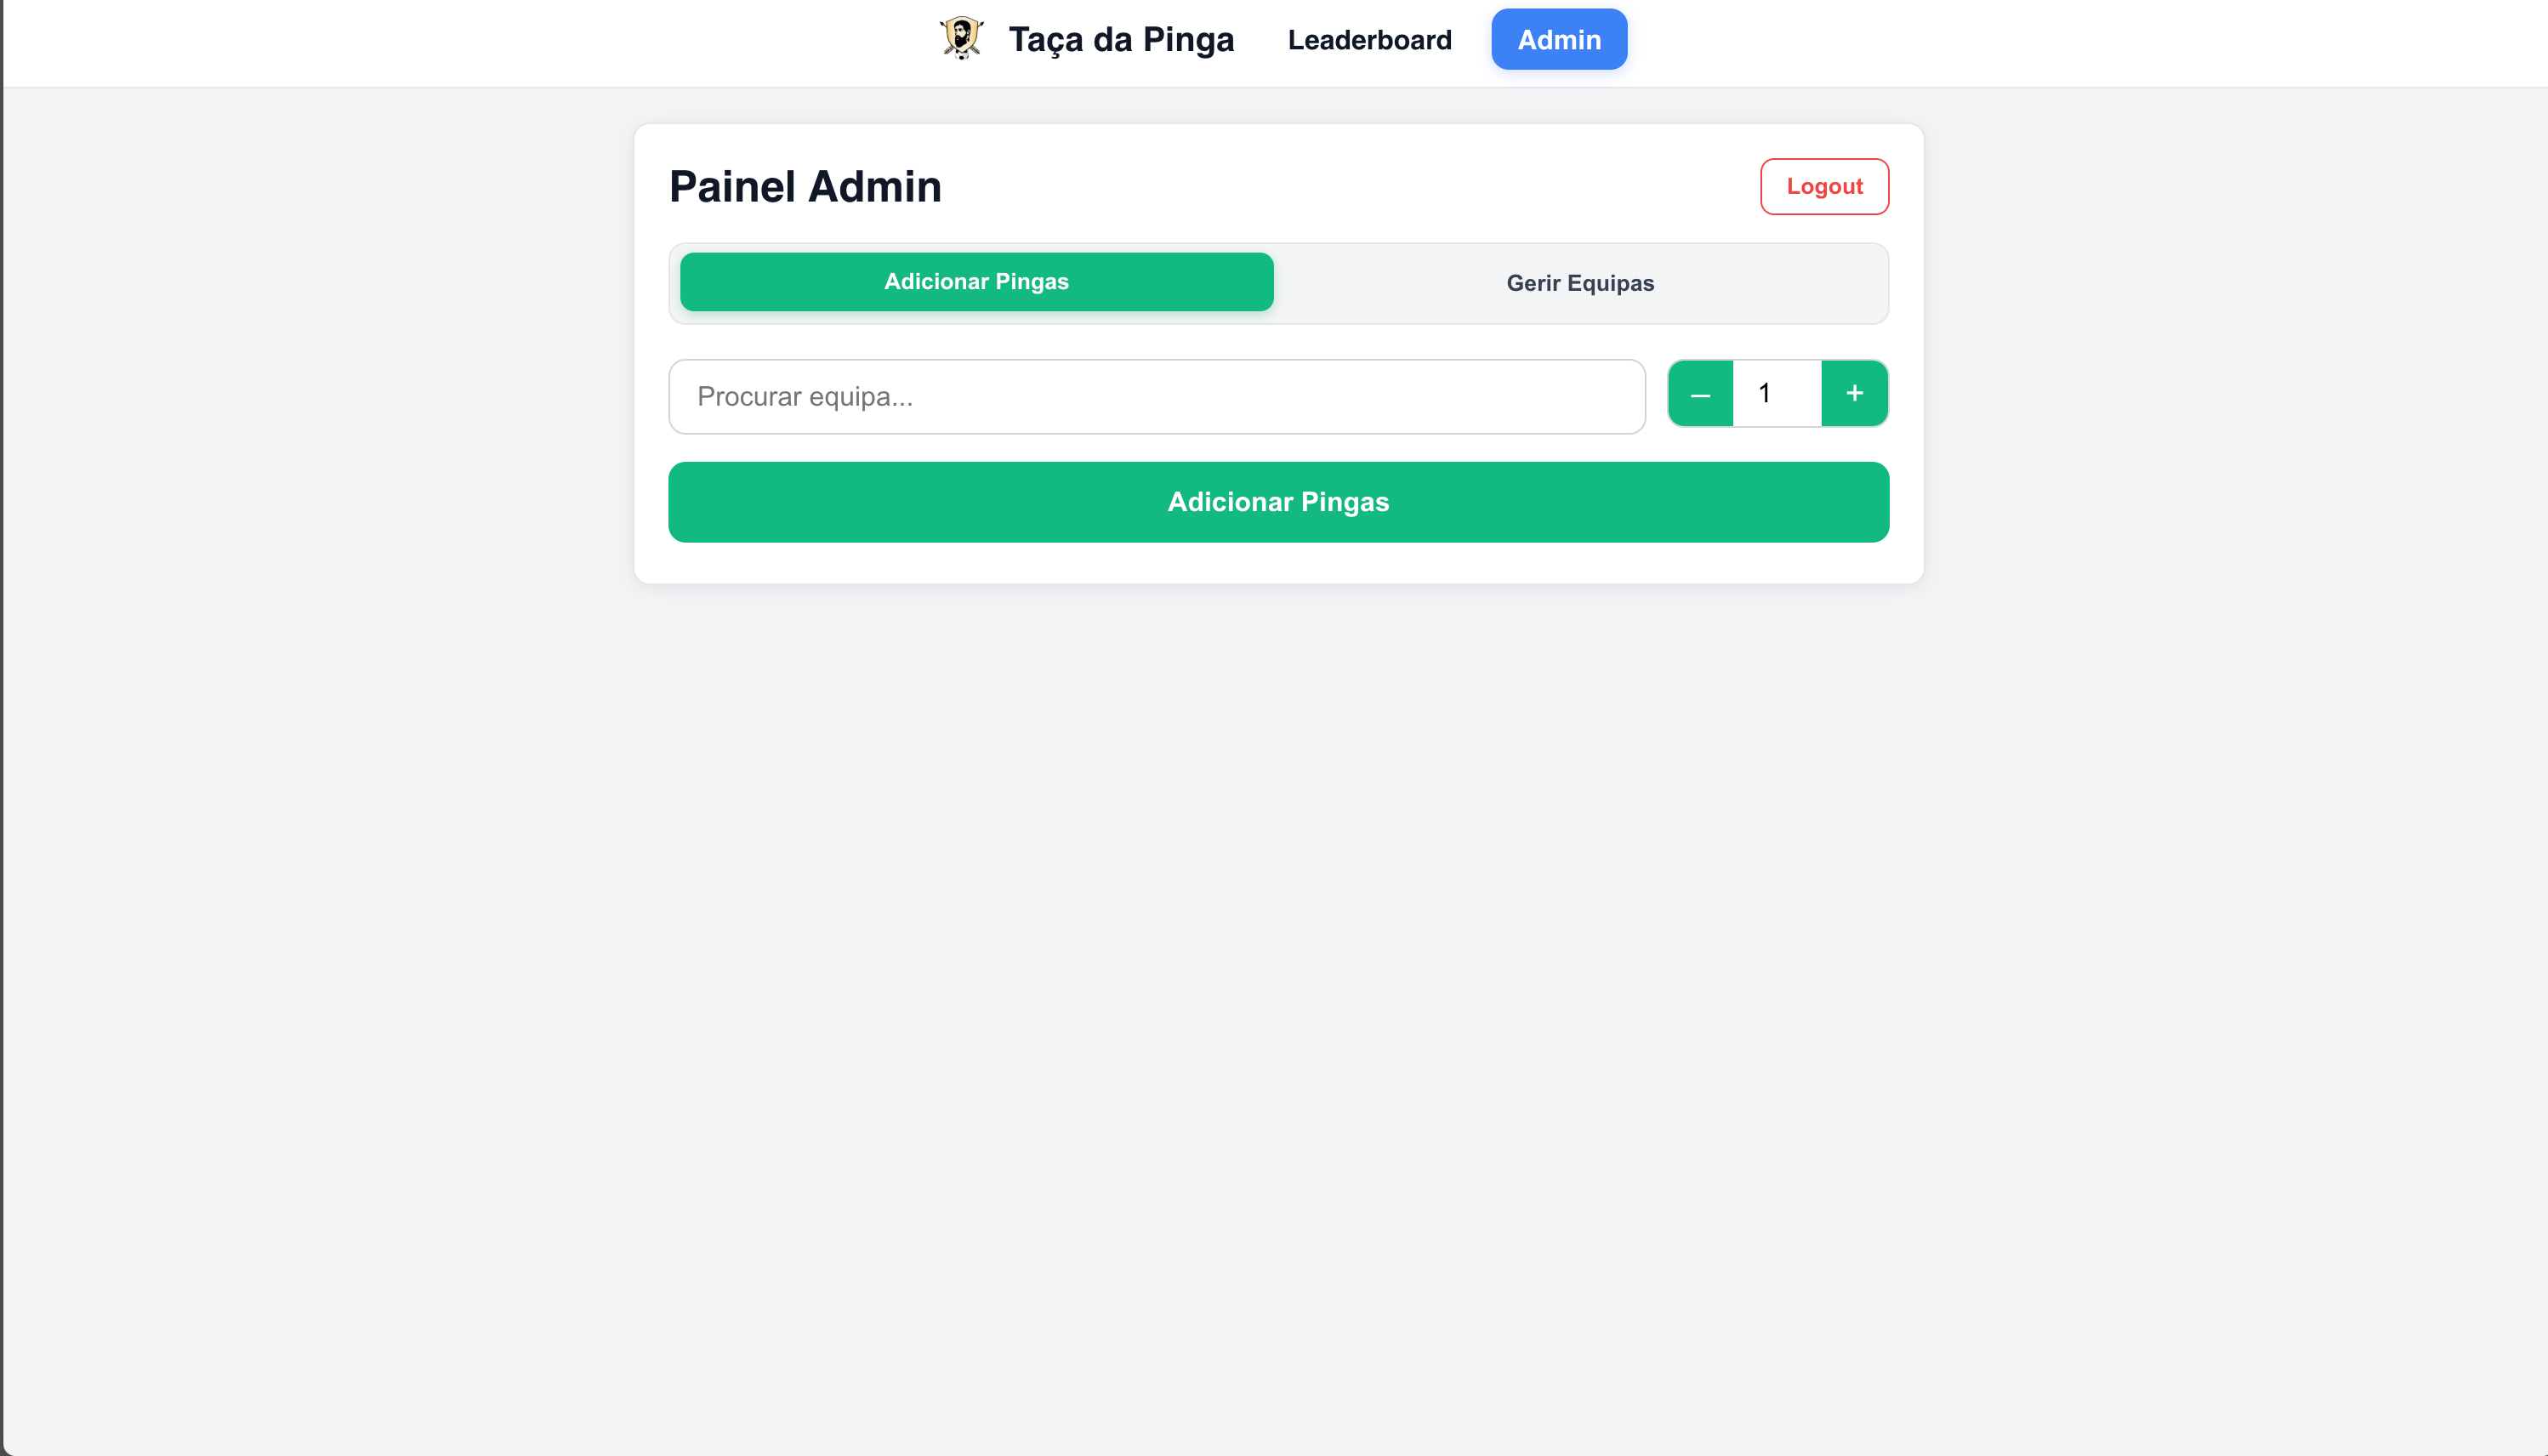 Taça da Pinga Leaderboard Admin
Painel Admin Logout
Adicionar Pingas Gerir Equipas
Procurar equipa... – 1 +
Adicionar Pingas